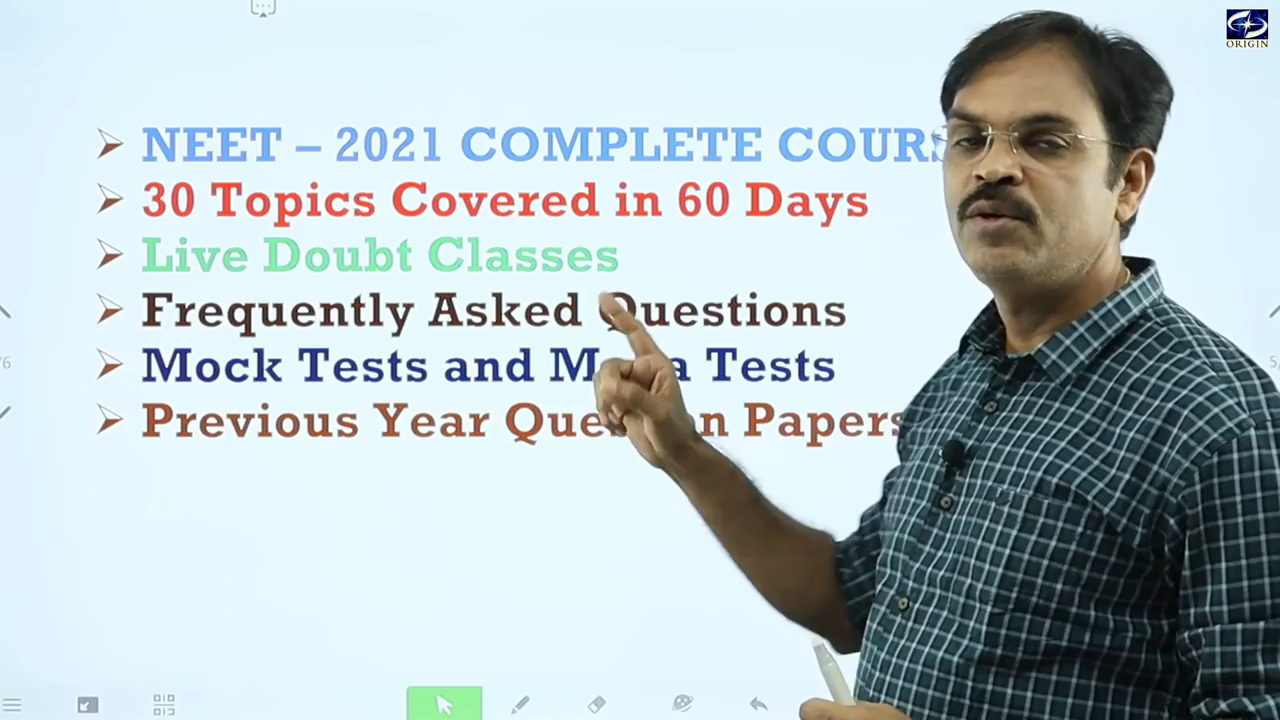 ORIGIN
NEET – 2021 COMPLETE
30 Topics Covered in 60 Days
Live Doubt Classes
Frequently Asked Questions
Mock Tests and Tests
Previous Year Papers